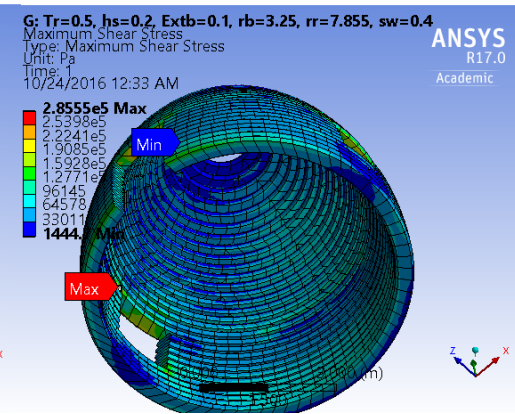 G: Tr=0.5, hs=0.2, Extb=0.1, rb=3.25, rr=7.855, sw=0.4
Maximum Shear Stress
Type: Maximum Shear Stress
Unit: Pa
Time: 1
10/24/2016 12:33 AM
ANSYS
R17.0
Academic
2.8555e5 Max
2.5398e5
2.2241e5
1.9085e5
1.5928e5
1.2771e5
96145
64578
33011
1444. Min
Min
Max
(m)
Z
X